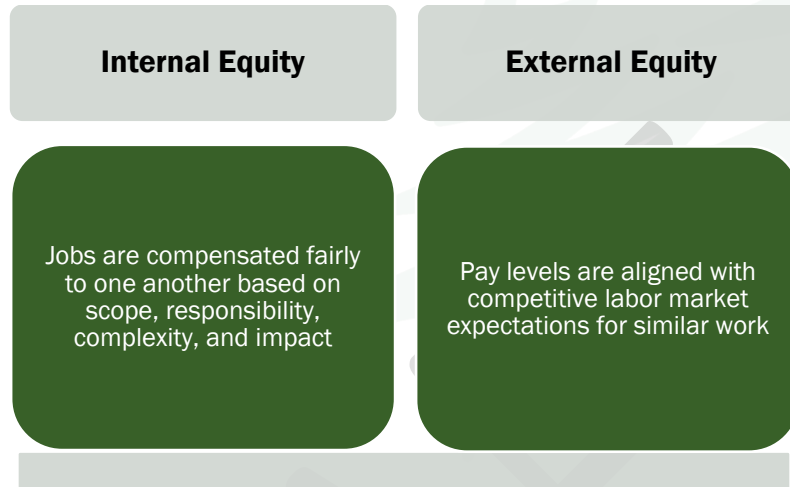 Internal Equity
External Equity
Jobs are compensated fairly
to one another based on
scope, responsibility,
complexity, and impact
Pay levels are aligned with
competitive labor market
expectations for similar work